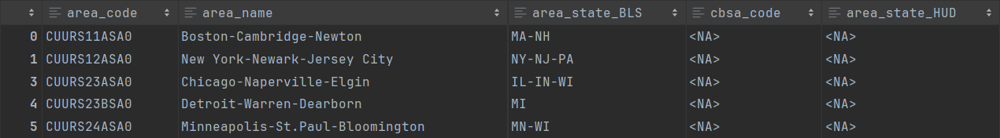 area_code area_name area_state_BLS cbsa_code area_state_HUD
0 CUURS11ASA0 Boston-Cambridge-Newton MA-NH <NA> <NA>
1 CUURS12ASA0 New York-Newark-Jersey City NY-NJ-PA <NA> <NA>
3 CUURS23ASA0 Chicago-Naperville-Elgin IL-IN-WI <NA> <NA>
4 CUURS23BSA0 Detroit-Warren-Dearborn MI <NA> <NA>
5 CUURS24ASA0 Minneapolis-St.Paul-Bloomington MN-WI <NA> <NA>